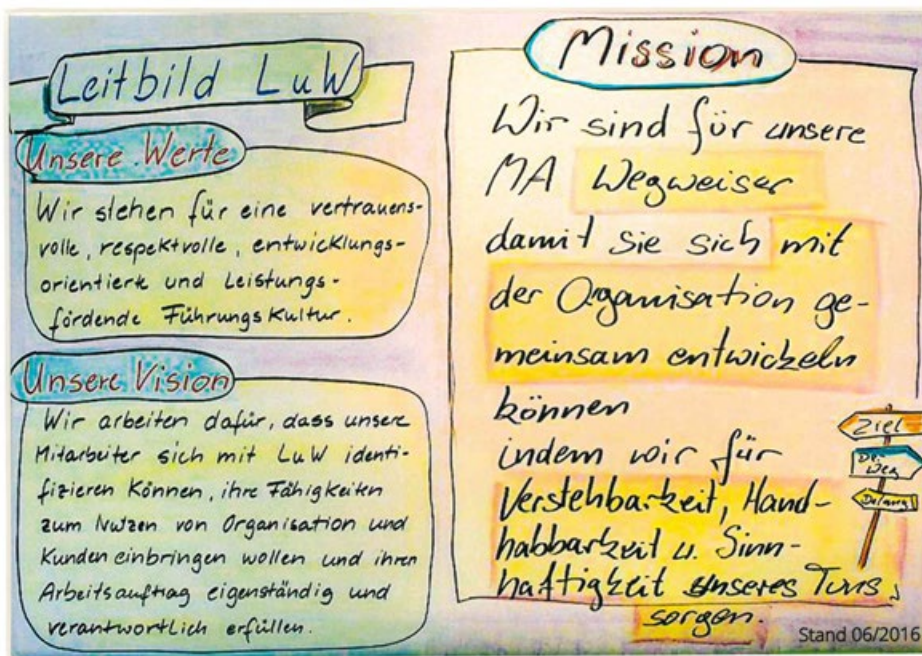 Leitbild LuW
Unsere Werte
Wir stehen für eine vertrauens-
volle, respektvolle, entwicklungs-
orientierte und Leistungs-
fördende Führungskultur.
Unsere Vision
Wir arbeiten dafür, dass unsere
Mitarbeiter sich mit LuW identi-
fizieren können, ihre Fähigkeiten
zum Nutzen von Organisation und
Kunden einbringen wollen und ihren
Arbeitsauftrag eigenständig und
verantwortlich erfüllen.
Mission
Wir sind für unsere
MA Wegweiser
damit sie sich mit
der Organisation ge-
meinsam entwickeln
können
indem wir für
Verstehbarkeit, Hand-
habbarkeit u. Sinn-
haftigkeit unseres Tuns
sorgen.
Ziel
Weg
Stand 06/2016